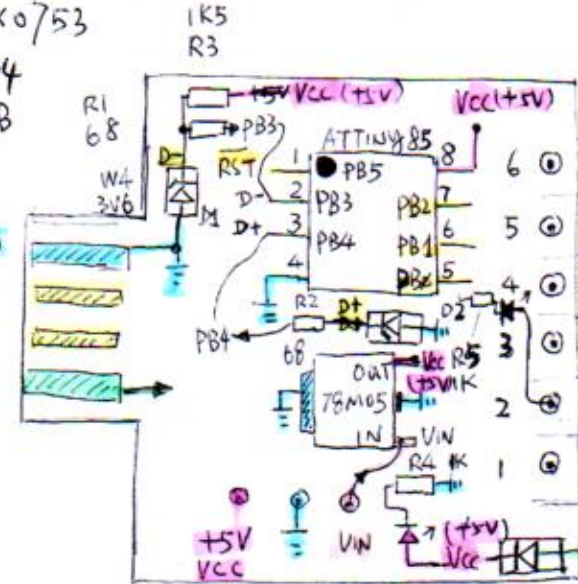 K0753
1K5
R3
4
B
R1
68
+5V VCC (+5V)
VCC (+5V)
PB3
ATTINY85
D-
RST
1
PB5
8
6
W4
3V6
D1
D-
2
PB3
PB2
7
D+
3
PB4
PB1
6
5
4
5
4
R2
D+
D2
PB4
68
3
OUT
VCC
R5
(+5V)
1K
78M05
2
IN
VIN
R4
1K
1
+5V
VCC
VIN
(+5V)
VCC